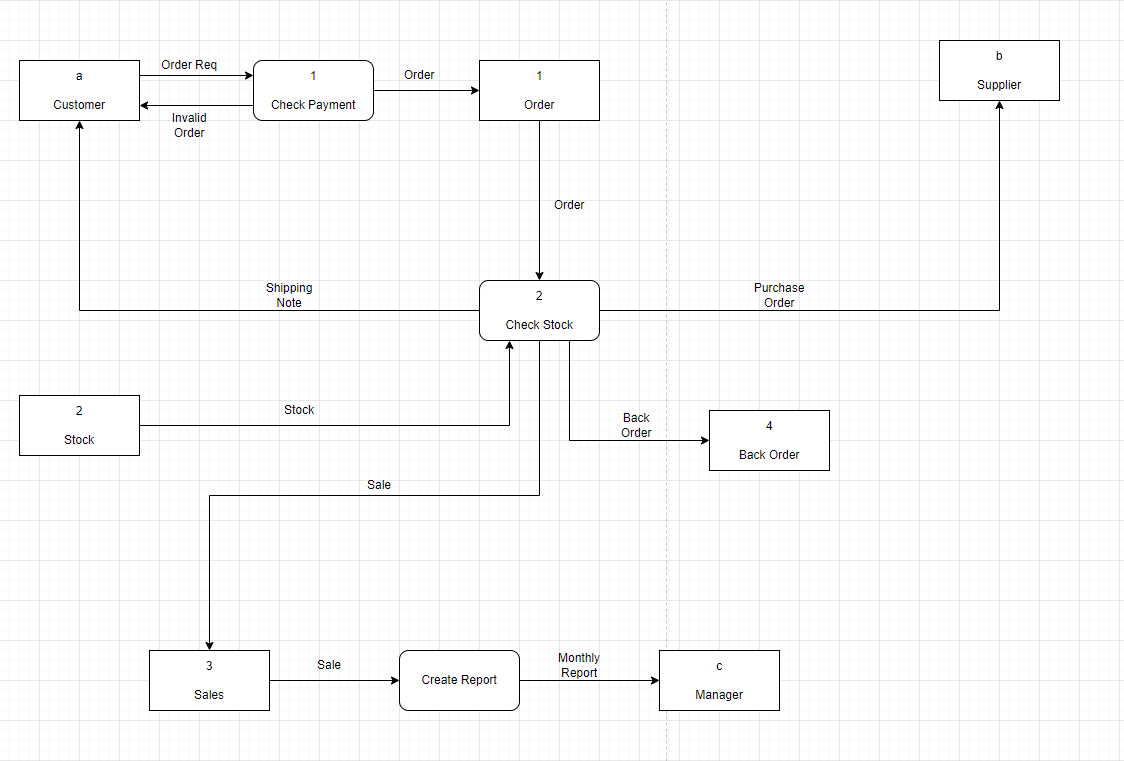 a
Customer
Order Req
Invalid
Order
1
Check Payment
Order
1
Order
b
Supplier
Order
Shipping
Note
2
Check Stock
Purchase
Order
2
Stock
Stock
Back
Order
4
Back Order
Sale
3
Sales
Sale
Create Report
Monthly
Report
c
Manager